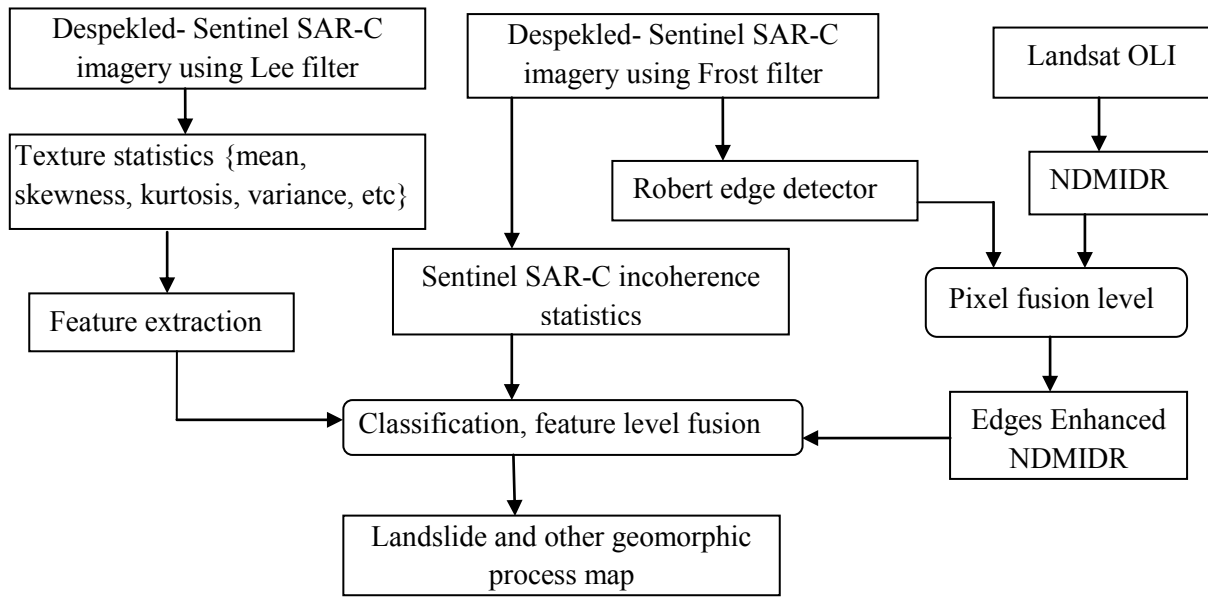 Despekled- Sentinel SAR-C
imagery using Lee filter
Despekled- Sentinel SAR-C
imagery using Frost filter
Landsat OLI
Texture statistics {mean,
skewness, kurtosis, variance, etc}
Robert edge detector
NDMIDR
Feature extraction
Sentinel SAR-C incoherence
statistics
Pixel fusion level
Classification, feature level fusion
Edges Enhanced
NDMIDR
Landslide and other geomorphic
process map